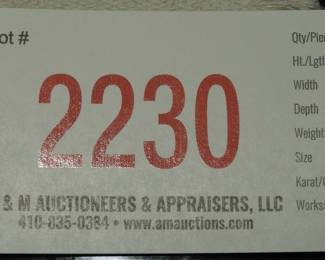 ot #
2230
& M AUCTIONEERS & APPRAISERS, LLC
410-835-0384 • www.amauctions.com
Qty/Pie
Ht./Lgth
Width
Depth
Weight
Size
Karat/
Works